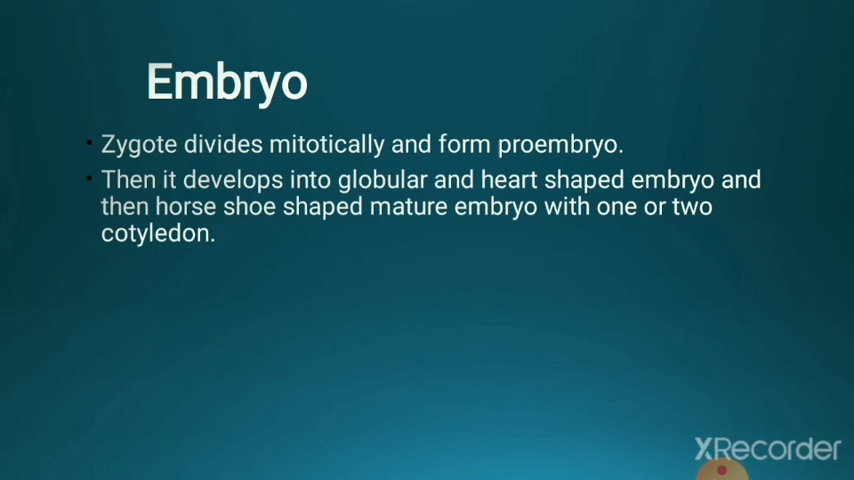 Embryo
• Zygote divides mitotically and form proembryo.
• Then it develops into globular and heart shaped embryo and
then horse shoe shaped mature embryo with one or two
cotyledon.
XRecorder